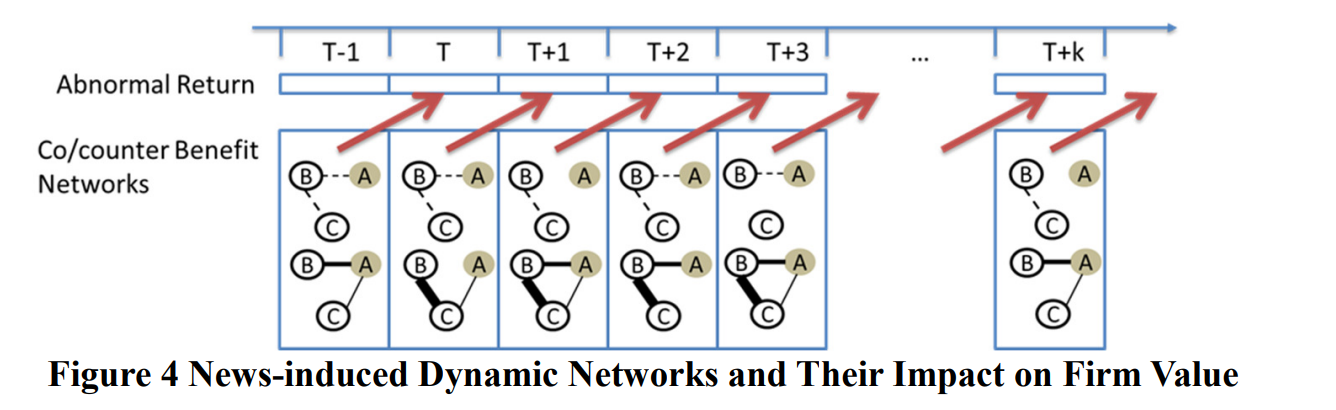 T-1 T T+1 T+2 T+3 ... T+k
Abnormal Return
Co/counter Benefit
Networks
B A B A B A B A B A B A
C C C C C C
B A B A B A B A B A B A
C C C C C C
Figure 4 News-induced Dynamic Networks and Their Impact on Firm Value